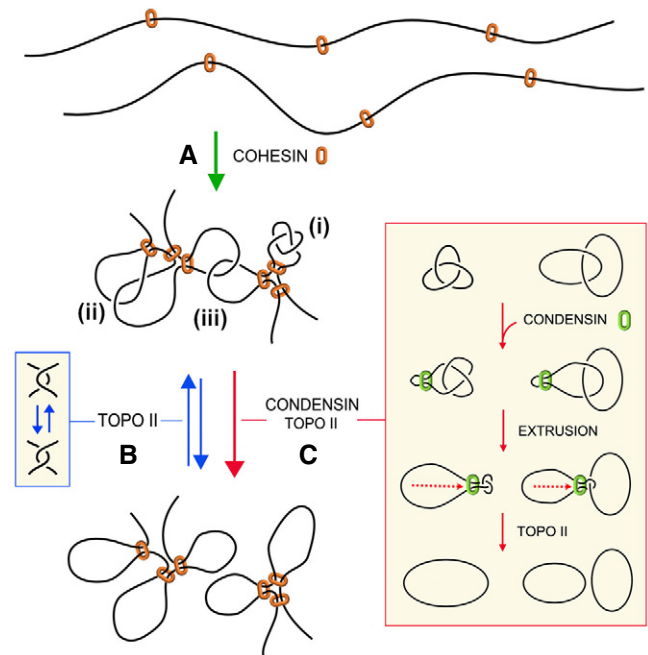 A COHESIN
(i)
(ii)
(iii)
CONDENSIN
TOPO II
CONDENSIN
TOPO II
B
C
EXTRUSION
TOPO II